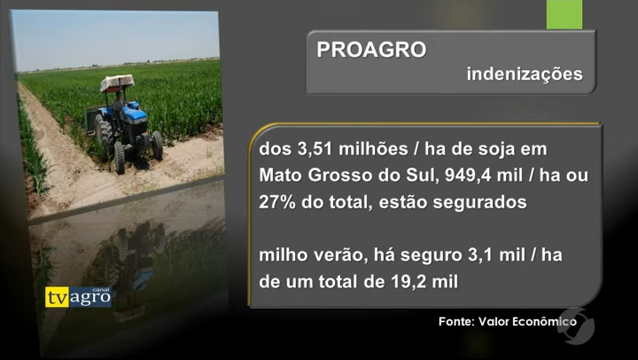 PROAGRO
indenizações
dos 3,51 milhões / ha de soja em
Mato Grosso do Sul, 949,4 mil / ha ou
27% do total, estão segurados
milho verão, há seguro 3,1 mil / ha
de um total de 19,2 mil
canal
tv agro
Fonte: Valor Econômico